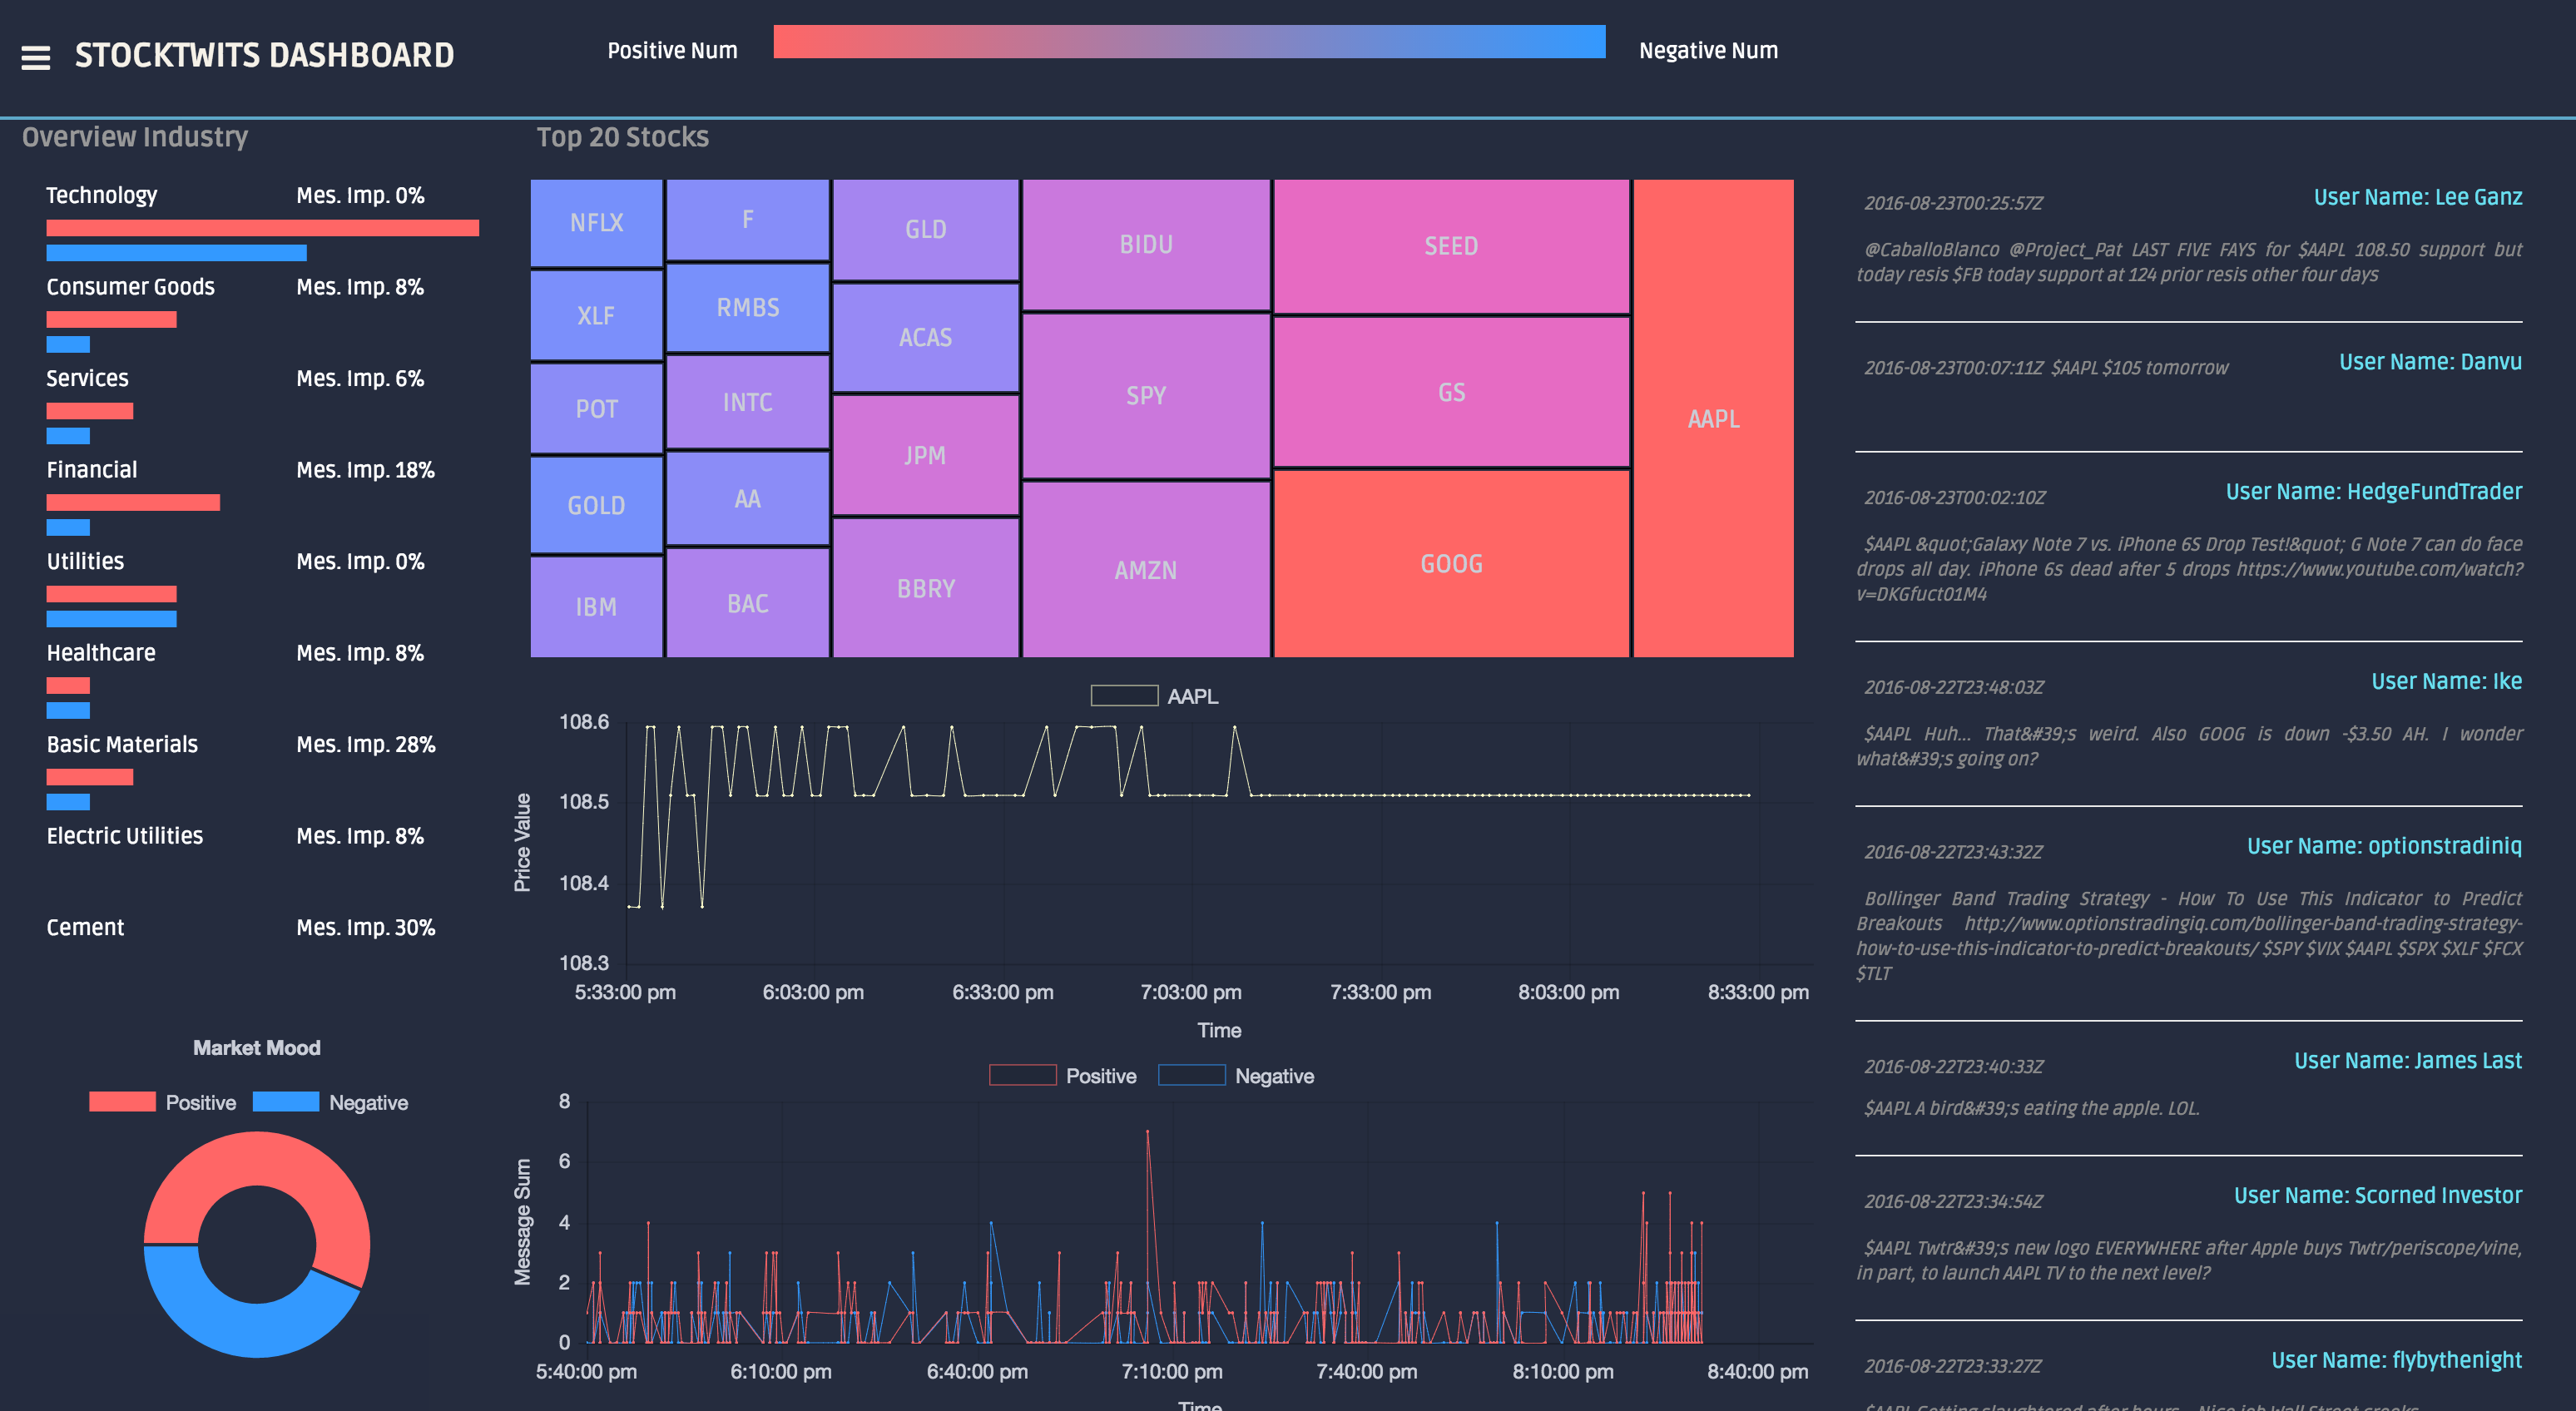 STOCKTWITS DASHBOARD
Positive Num
Negative Num
Overview Industry
Technology Mes. Imp. 0%
Consumer Goods Mes. Imp. 8%
Services Mes. Imp. 6%
Financial Mes. Imp. 18%
Utilities Mes. Imp. 0%
Healthcare Mes. Imp. 8%
Basic Materials Mes. Imp. 28%
Electric Utilities Mes. Imp. 8%
Cement Mes. Imp. 30%
Market Mood
Positive Negative
Top 20 Stocks
NFLX
XLF
POT
GOLD
IBM
F
RMBS
INTC
AA
BAC
GLD
ACAS
JPM
BBRY
BIDU
SPY
AMZN
SEED
GS
GOOG
AAPL
AAPL
108.6
108.5
108.4
108.3
Price Value
5:33:00 pm 6:03:00 pm 6:33:00 pm 7:03:00 pm 7:33:00 pm 8:03:00 pm 8:33:00 pm
Time
Positive Negative
8
6
4
2
0
Message Sum
5:40:00 pm 6:10:00 pm 6:40:00 pm 7:10:00 pm 7:40:00 pm 8:10:00 pm 8:40:00 pm
Time
2016-08-23T00:25:57Z User Name: Lee Ganz
@CaballoBlanco @Project_Pat LAST FIVE FAYS for $AAPL 108.50 support but
today resis $FB today support at 124 prior resis other four days
2016-08-23T00:07:11Z $AAPL $105 tomorrow User Name: Danvu
2016-08-23T00:02:10Z User Name: HedgeFundTrader
$AAPL &quot;Galaxy Note 7 vs. iPhone 6S Drop Test!&quot; G Note 7 can do face
drops all day. iPhone 6s dead after 5 drops https://www.youtube.com/watch?
v=DKGfuct01M4
2016-08-22T23:48:03Z User Name: Ike
$AAPL Huh... That&#39;s weird. Also GOOG is down -$3.50 AH. I wonder
what&#39;s going on?
2016-08-22T23:43:32Z User Name: optionstradiniq
Bollinger Band Trading Strategy - How To Use This Indicator to Predict
Breakouts http://www.optionstradingiq.com/bollinger-band-trading-strategy-
how-to-use-this-indicator-to-predict-breakouts/ $SPY $VIX $AAPL $SPX $XLF $FCX
$TLT
2016-08-22T23:40:33Z User Name: James Last
$AAPL A bird&#39;s eating the apple. LOL.
2016-08-22T23:34:54Z User Name: Scorned Investor
$AAPL Twtr&#39;s new logo EVERYWHERE after Apple buys Twtr/periscope/vine,
in part, to launch AAPL TV to the next level?
2016-08-22T23:33:27Z User Name: flybythenight
$AAPL Getting slaughtered after hours